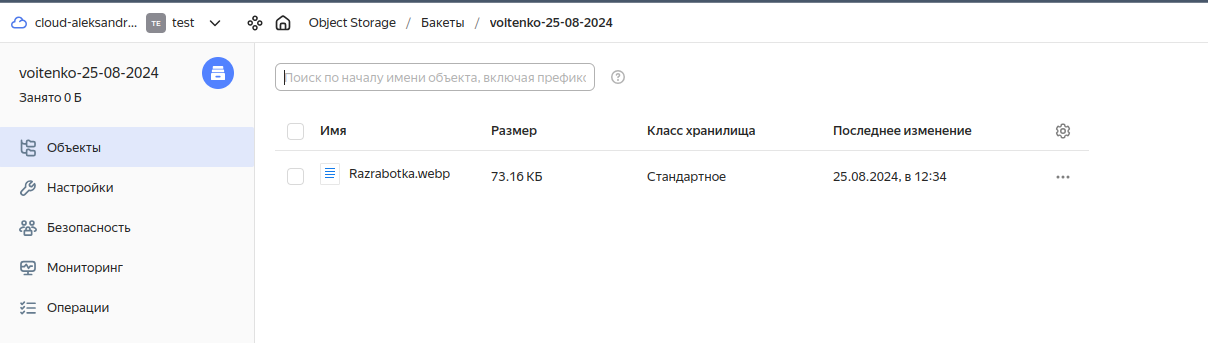 cloud-aleksandr... TE test Object Storage / Бакеты / voitenko-25-08-2024
voitenko-25-08-2024
Занято 0 Б
Объекты
Настройки
Безопасность
Мониторинг
Операции
Поиск по началу имени объекта, включая префикс
Имя Размер Класс хранилища Последнее изменение
Razrabotka.webp 73.16 КБ Стандартное 25.08.2024, в 12:34